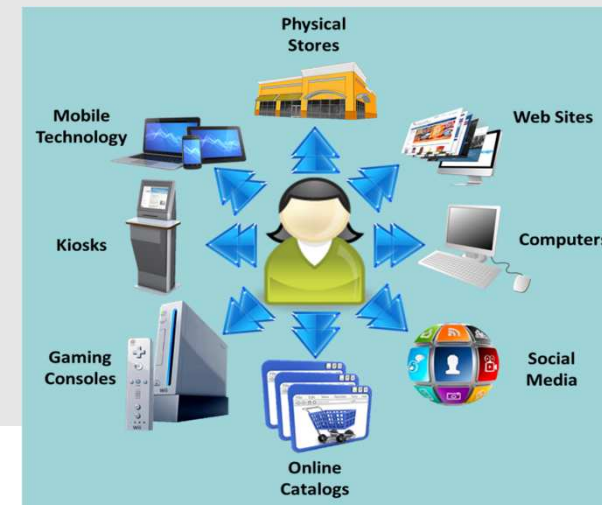 Physical
Stores
Mobile
Technology
Web Sites
Kiosks
Computers
Gaming
Consoles
Social
Media
Online
Catalogs